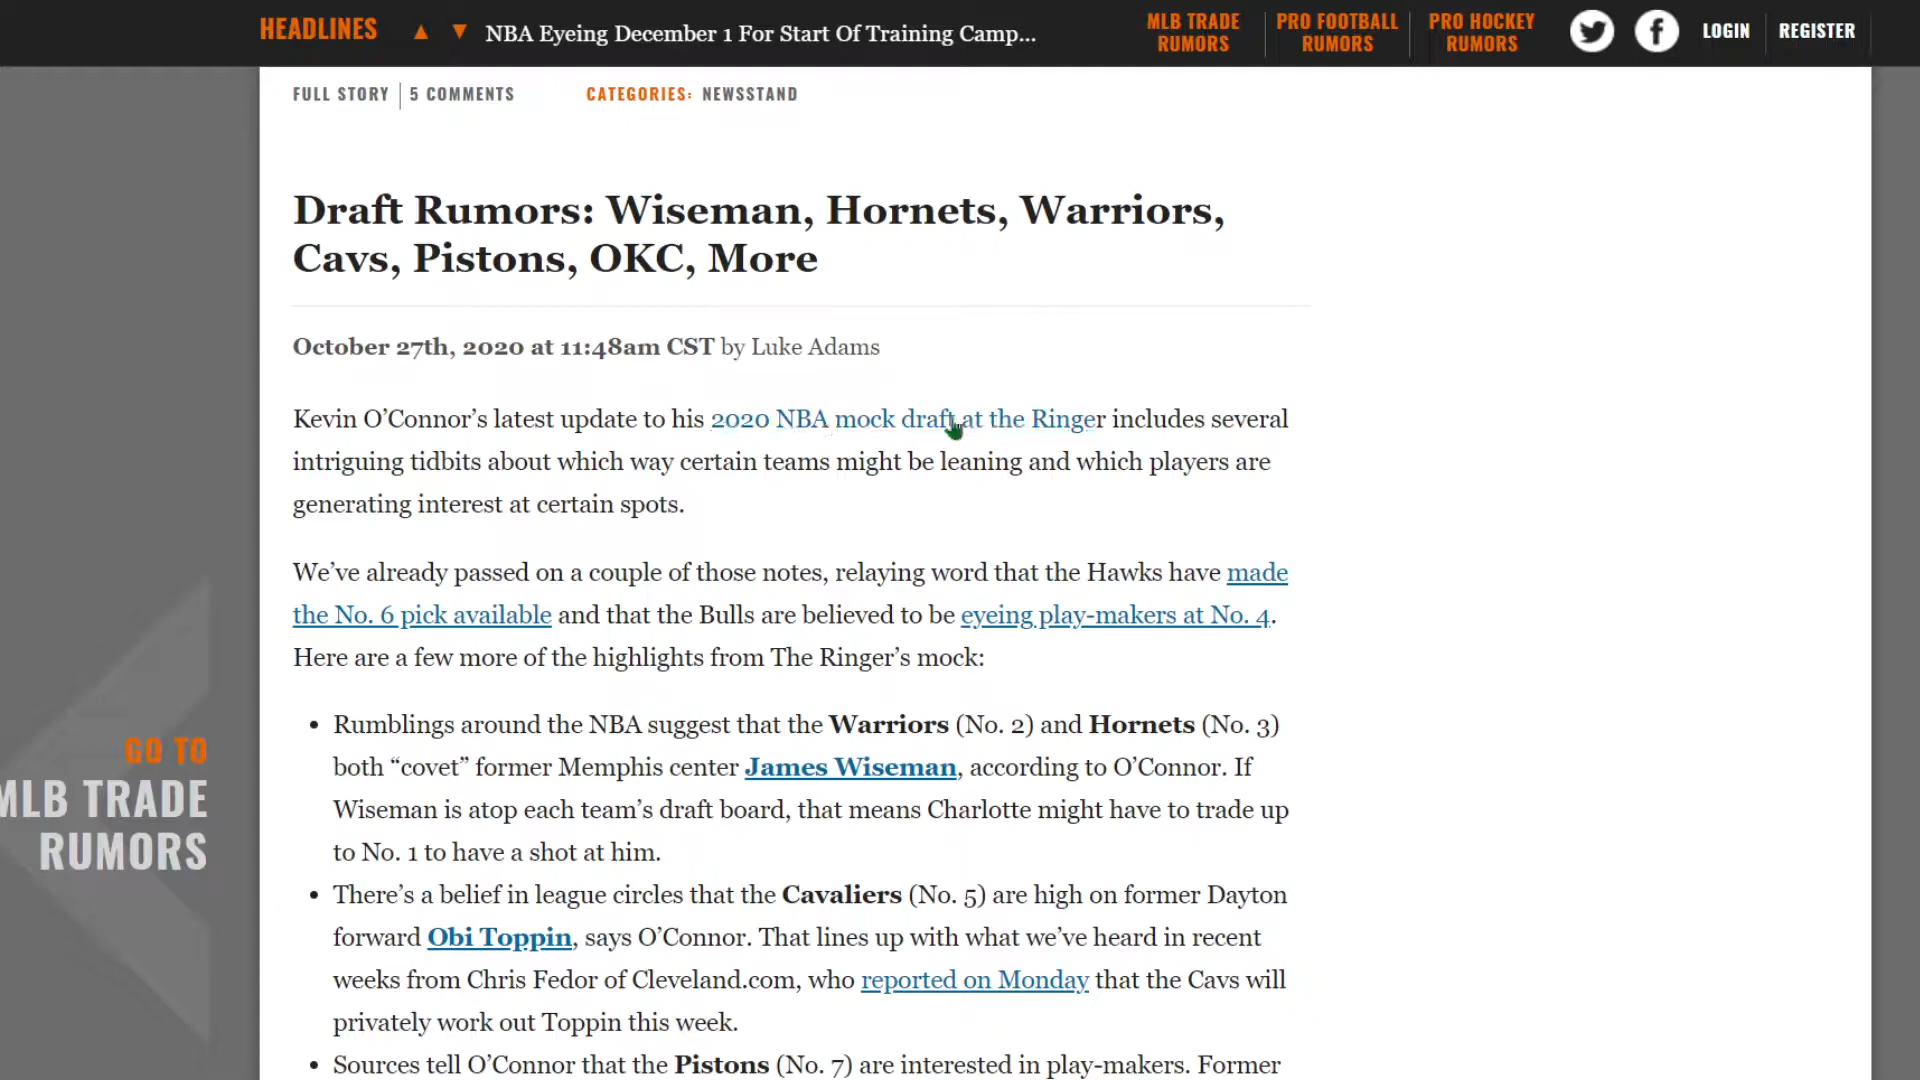 HEADLINES ▲ ▼ NBA Eyeing December 1 For Start Of Training Camp...
MLB TRADE
RUMORS
PRO FOOTBALL
RUMORS
PRO HOCKEY
RUMORS
LOGIN
REGISTER
FULL STORY
5 COMMENTS
CATEGORIES: NEWSSTAND
Draft Rumors: Wiseman, Hornets, Warriors,
Cavs, Pistons, OKC, More
October 27th, 2020 at 11:48am CST by Luke Adams
Kevin O’Connor’s latest update to his 2020 NBA mock draft at the Ringer includes several
intriguing tidbits about which way certain teams might be leaning and which players are
generating interest at certain spots.
We’ve already passed on a couple of those notes, relaying word that the Hawks have made
the No. 6 pick available and that the Bulls are believed to be eyeing play-makers at No. 4.
Here are a few more of the highlights from The Ringer’s mock:
• Rumblings around the NBA suggest that the Warriors (No. 2) and Hornets (No. 3)
both “covet” former Memphis center James Wiseman, according to O’Connor. If
Wiseman is atop each team’s draft board, that means Charlotte might have to trade up
to No. 1 to have a shot at him.
• There’s a belief in league circles that the Cavaliers (No. 5) are high on former Dayton
forward Obi Toppin, says O’Connor. That lines up with what we’ve heard in recent
weeks from Chris Fedor of Cleveland.com, who reported on Monday that the Cavs will
privately work out Toppin this week.
• Sources tell O’Connor that the Pistons (No. 7) are interested in play-makers. Former
GO TO
MLB TRADE
RUMORS